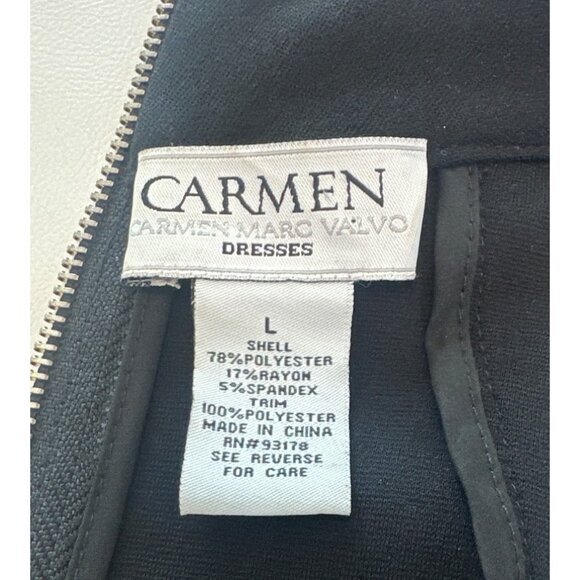 CARMEN
CARMEN MARC VALVO
DRESSES
L
SHELL
78%POLYESTER
17%RAYON
5%SPANDEX
TRIM
100%POLYESTER
MADE IN CHINA
RN#93178
SEE REVERSE
FOR CARE